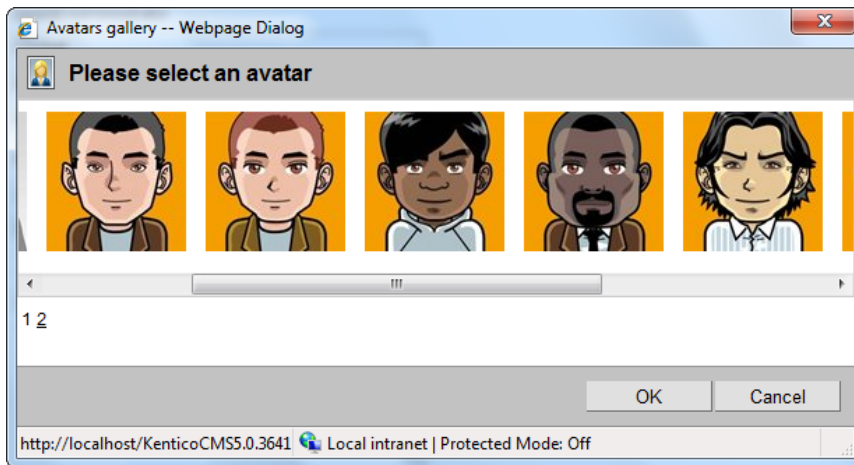 Avatars gallery -- Webpage Dialog
Please select an avatar
1 2
OK Cancel
http://localhost/KenticoCMS5.0.3641 Local intranet | Protected Mode: Off